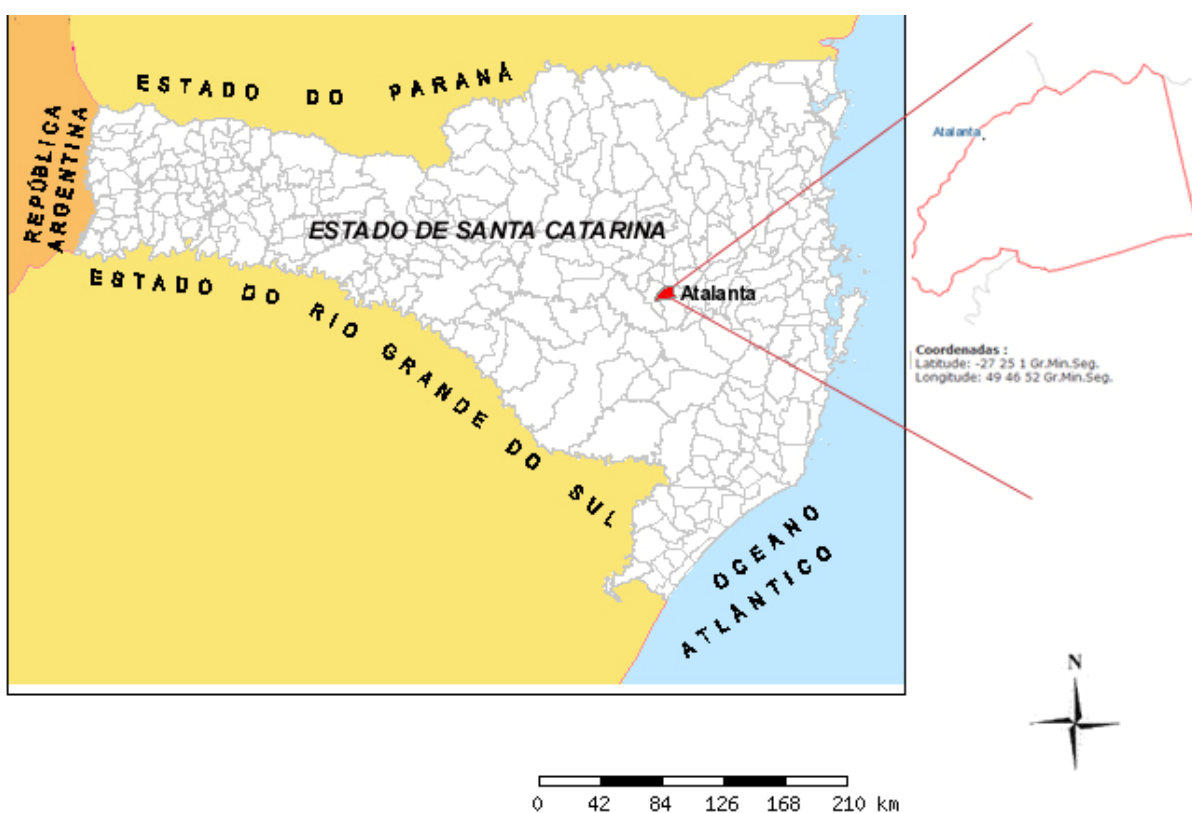 ESTADO DO PARANÁ
REPÚBLICA
ARGENTINA
ESTADO DE SANTA CATARINA
Atalanta
ESTADO DO RIO GRANDE DO SUL
OCEANO
ATLÂNTICO
Atalanta
Coordenadas :
Latitude: -27 25 1 Gr.Min.Seg.
Longitude: 49 46 52 Gr.Min.Seg.
N
0 42 84 126 168 210 km